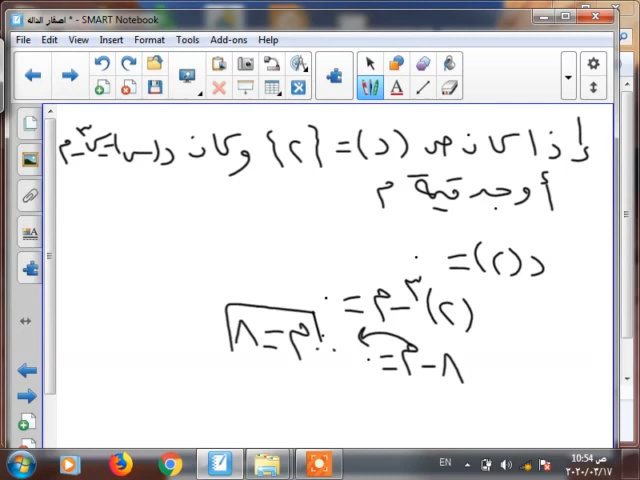 اصفار الداله * - SMART Notebook
File Edit View Insert Format Tools Add-ons Help
إذا كان ص (د) = {٢} وكان د(س) = س٣ - م
أوجد قيمة م
د(٢) = ٠
(٢)٣ - م = ٠
٨ - م = ٠ ∴ م = ٨
EN
10:54 ص
٢٠٢٠/٠٣/١٧